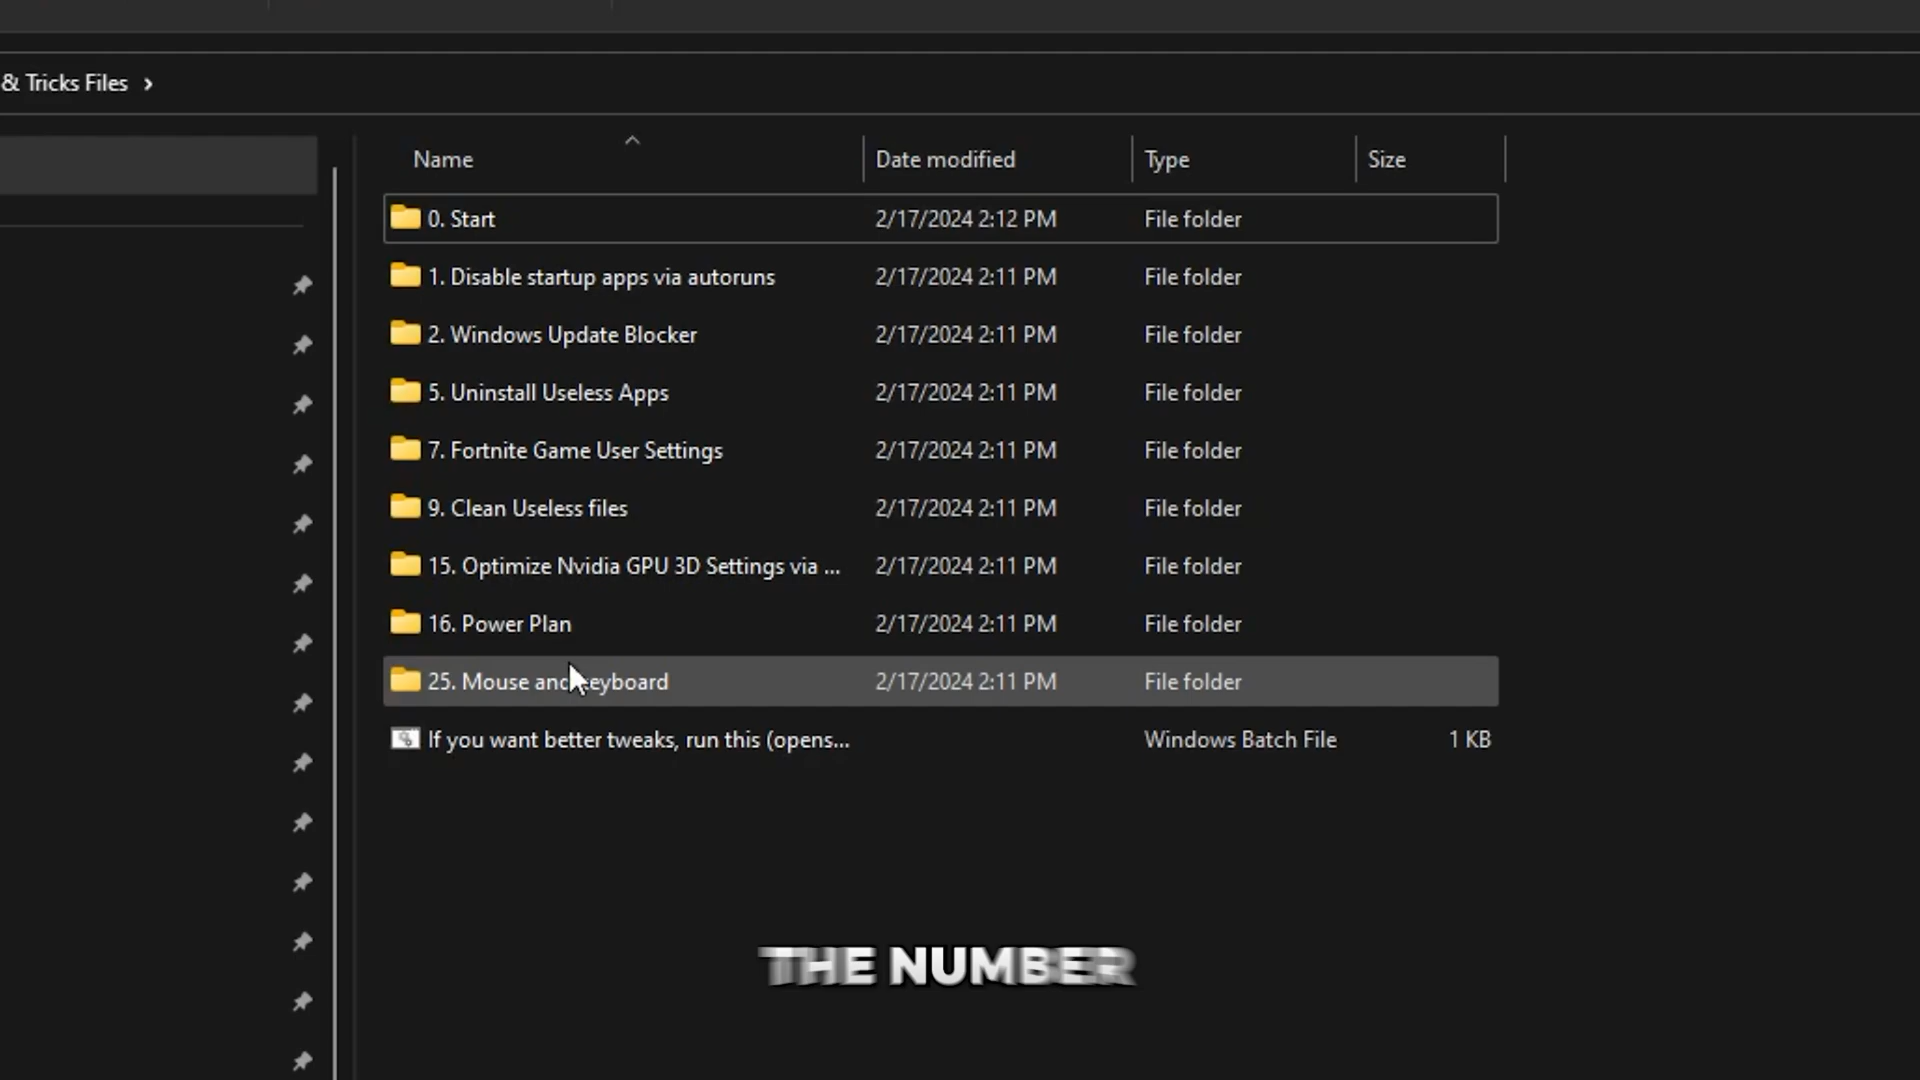 & Tricks Files
Name Date modified Type Size
0. Start 2/17/2024 2:12 PM File folder
1. Disable startup apps via autoruns 2/17/2024 2:11 PM File folder
2. Windows Update Blocker 2/17/2024 2:11 PM File folder
5. Uninstall Useless Apps 2/17/2024 2:11 PM File folder
7. Fortnite Game User Settings 2/17/2024 2:11 PM File folder
9. Clean Useless files 2/17/2024 2:11 PM File folder
15. Optimize Nvidia GPU 3D Settings via ... 2/17/2024 2:11 PM File folder
16. Power Plan 2/17/2024 2:11 PM File folder
25. Mouse and keyboard 2/17/2024 2:11 PM File folder
If you want better tweaks, run this (opens... Windows Batch File 1 KB
THE NUMBER